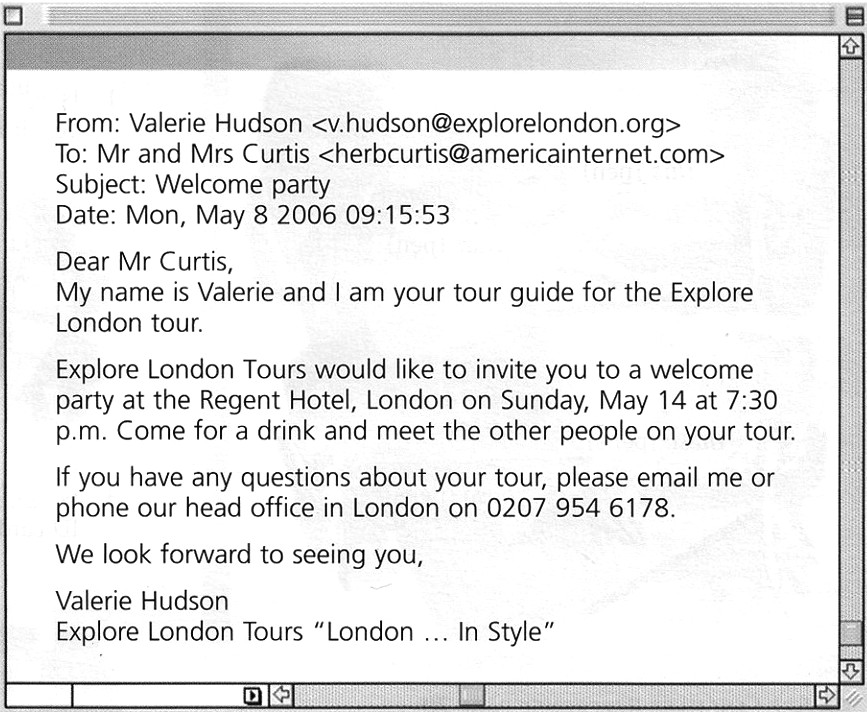 From: Valerie Hudson <v.hudson@explorelondon.org>
To: Mr and Mrs Curtis <herbcurtis@americainternet.com>
Subject: Welcome party
Date: Mon, May 8 2006 09:15:53
Dear Mr Curtis,
My name is Valerie and I am your tour guide for the Explore
London tour.
Explore London Tours would like to invite you to a welcome
party at the Regent Hotel, London on Sunday, May 14 at 7:30
p.m. Come for a drink and meet the other people on your tour.
If you have any questions about your tour, please email me or
phone our head office in London on 0207 954 6178.
We look forward to seeing you,
Valerie Hudson
Explore London Tours “London … In Style”